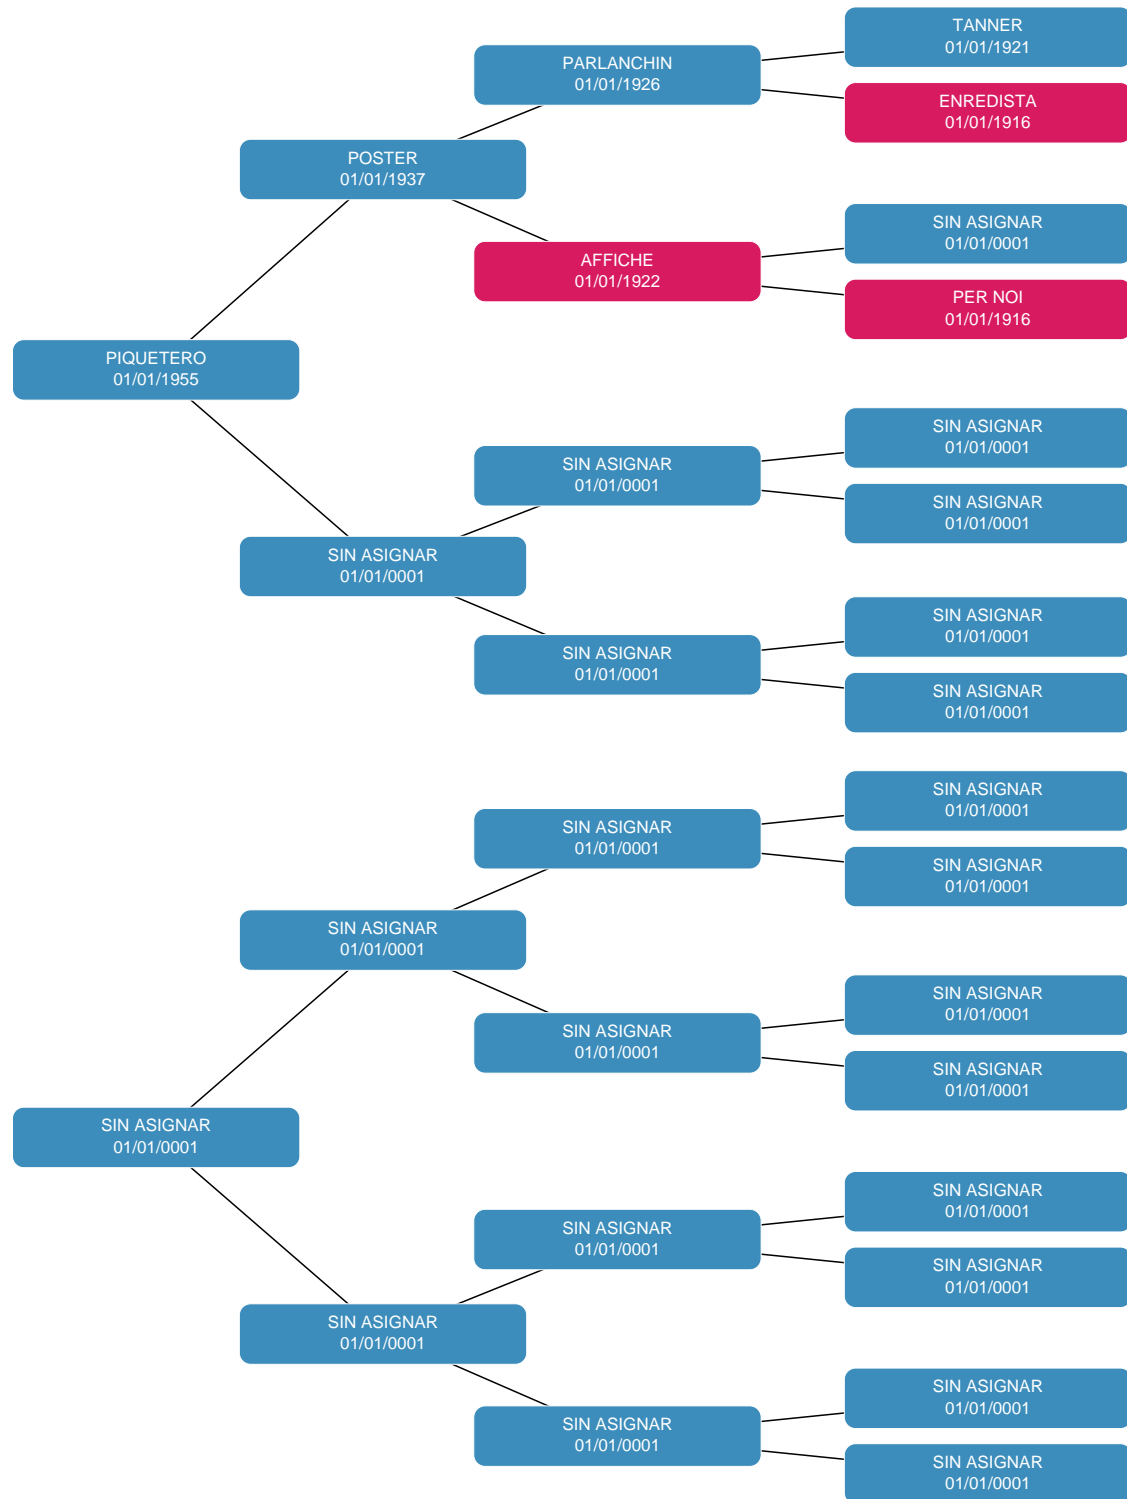 TANNER
01/01/1921
PARLANCHIN
01/01/1926
ENREDISTA
01/01/1916
POSTER
01/01/1937
SIN ASIGNAR
01/01/0001
AFFICHE
01/01/1922
PER NOI
01/01/1916
PIQUETERO
01/01/1955
SIN ASIGNAR
01/01/0001
SIN ASIGNAR
01/01/0001
SIN ASIGNAR
01/01/0001
SIN ASIGNAR
01/01/0001
SIN ASIGNAR
01/01/0001
SIN ASIGNAR
01/01/0001
SIN ASIGNAR
01/01/0001
SIN ASIGNAR
01/01/0001
SIN ASIGNAR
01/01/0001
SIN ASIGNAR
01/01/0001
SIN ASIGNAR
01/01/0001
SIN ASIGNAR
01/01/0001
SIN ASIGNAR
01/01/0001
SIN ASIGNAR
01/01/0001
SIN ASIGNAR
01/01/0001
SIN ASIGNAR
01/01/0001
SIN ASIGNAR
01/01/0001
SIN ASIGNAR
01/01/0001
SIN ASIGNAR
01/01/0001
SIN ASIGNAR
01/01/0001
SIN ASIGNAR
01/01/0001
SIN ASIGNAR
01/01/0001